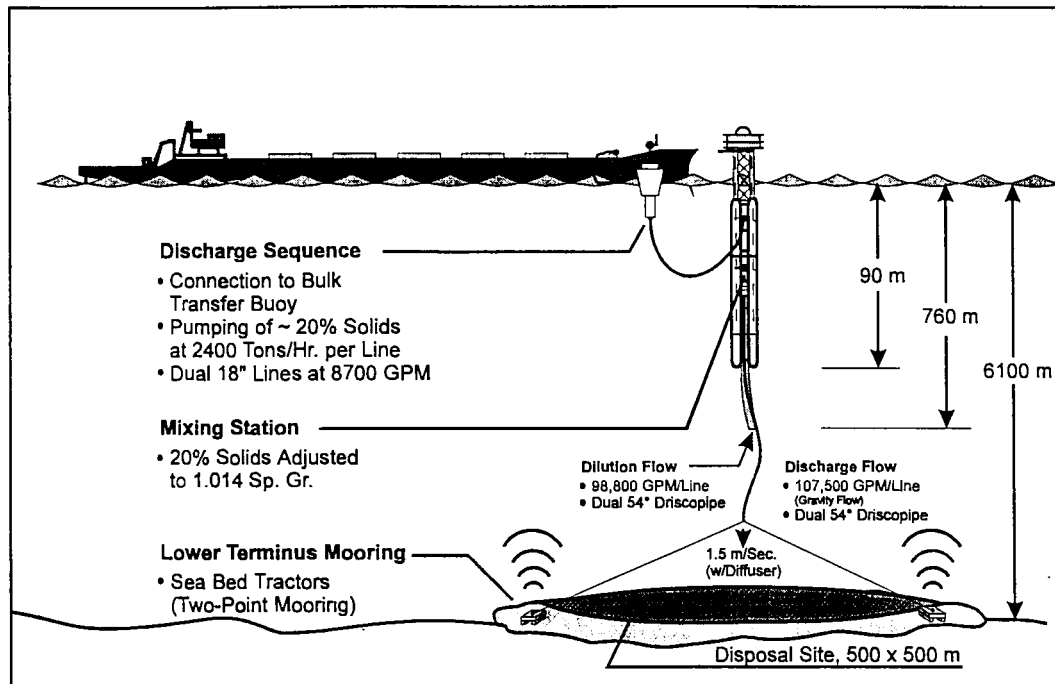 Discharge Sequence
• Connection to Bulk
Transfer Buoy
• Pumping of ~ 20% Solids
at 2400 Tons/Hr. per Line
• Dual 18" Lines at 8700 GPM
Mixing Station
• 20% Solids Adjusted
to 1.014 Sp. Gr.
Lower Terminus Mooring
• Sea Bed Tractors
(Two-Point Mooring)
90 m
760 m
6100 m
Dilution Flow
• 98,800 GPM/Line
• Dual 54" Driscopipe
Discharge Flow
• 107,500 GPM/Line
(Gravity Flow)
• Dual 54" Driscopipe
1.5 m/Sec.
(w/Diffuser)
Disposal Site, 500 x 500 m